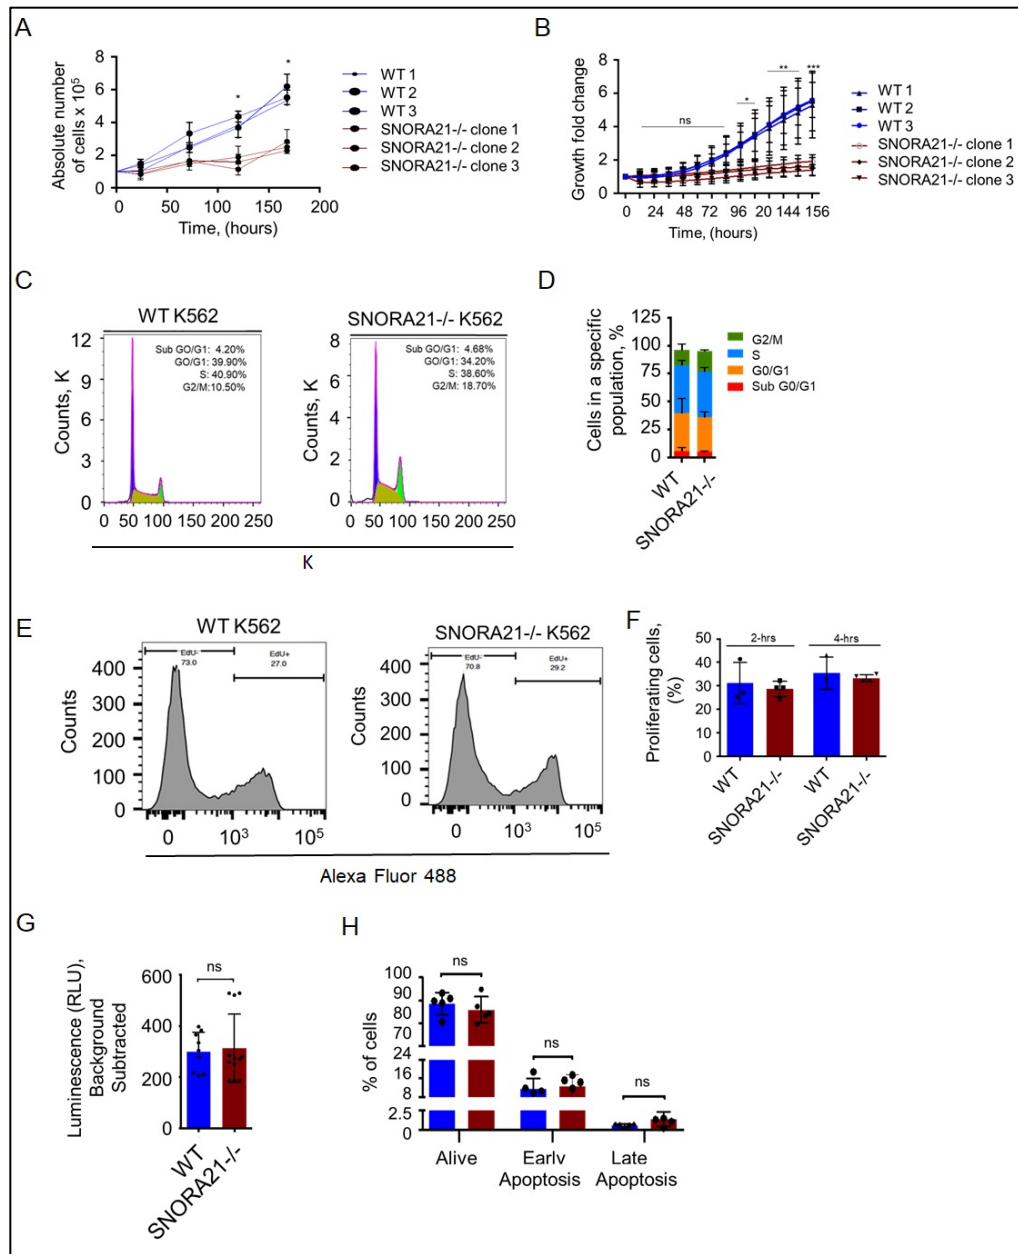 A
Absolute number
of cells x 10⁵
8
6
4
2
0
0
50
100
150
200
Time, (hours)
*
*
WT 1
WT 2
WT 3
SNORA21-/- clone 1
SNORA21-/- clone 2
SNORA21-/- clone 3
B
Growth fold change
8
6
4
2
0
0 24 48 72 96 20 144 156
Time, (hours)
ns
*
**
***
WT 1
WT 2
WT 3
SNORA21-/- clone 1
SNORA21-/- clone 2
SNORA21-/- clone 3
C
WT K562
Counts, K
12
9
6
3
0
0 50 100 150 200 250
Sub GO/G1: 4.20%
GO/G1: 39.90%
S: 40.90%
G2/M:10.50%
SNORA21-/- K562
Counts, K
8
6
4
2
0
0 50 100 150 200 250
Sub GO/G1: 4.68%
GO/G1: 34.20%
S: 38.60%
G2/M: 18.70%
K
D
Cells in a specific
population, %
125
100
75
50
25
0
WT
SNORA21-/-
G2/M
S
G0/G1
Sub G0/G1
E
WT K562
Counts
400
300
200
100
0
0 10³ 10⁵
EdU-
73.0
EdU+
27.0
SNORA21-/- K562
Counts
400
300
200
100
0
0 10³ 10⁵
EdU-
70.8
EdU+
29.2
Alexa Fluor 488
F
Proliferating cells,
(%)
50
40
30
20
10
0
2-hrs
4-hrs
WT
SNORA21-/-
WT
SNORA21-/-
G
Luminescence (RLU),
Background
Subtracted
600
400
200
0
ns
WT
SNORA21-/-
H
% of cells
100
90
80
70
24
16
8
2.5
0
ns
ns
ns
Alive
Early
Apoptosis
Late
Apoptosis